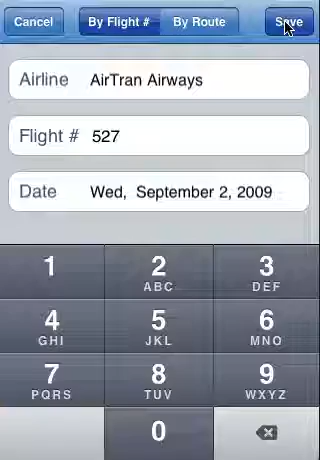 Cancel By Flight # By Route Save
Airline AirTran Airways
Flight # 527
Date Wed, September 2, 2009
1 2 3
ABC DEF
4 5 6
GHI JKL MNO
7 8 9
PQRS TUV WXYZ
0